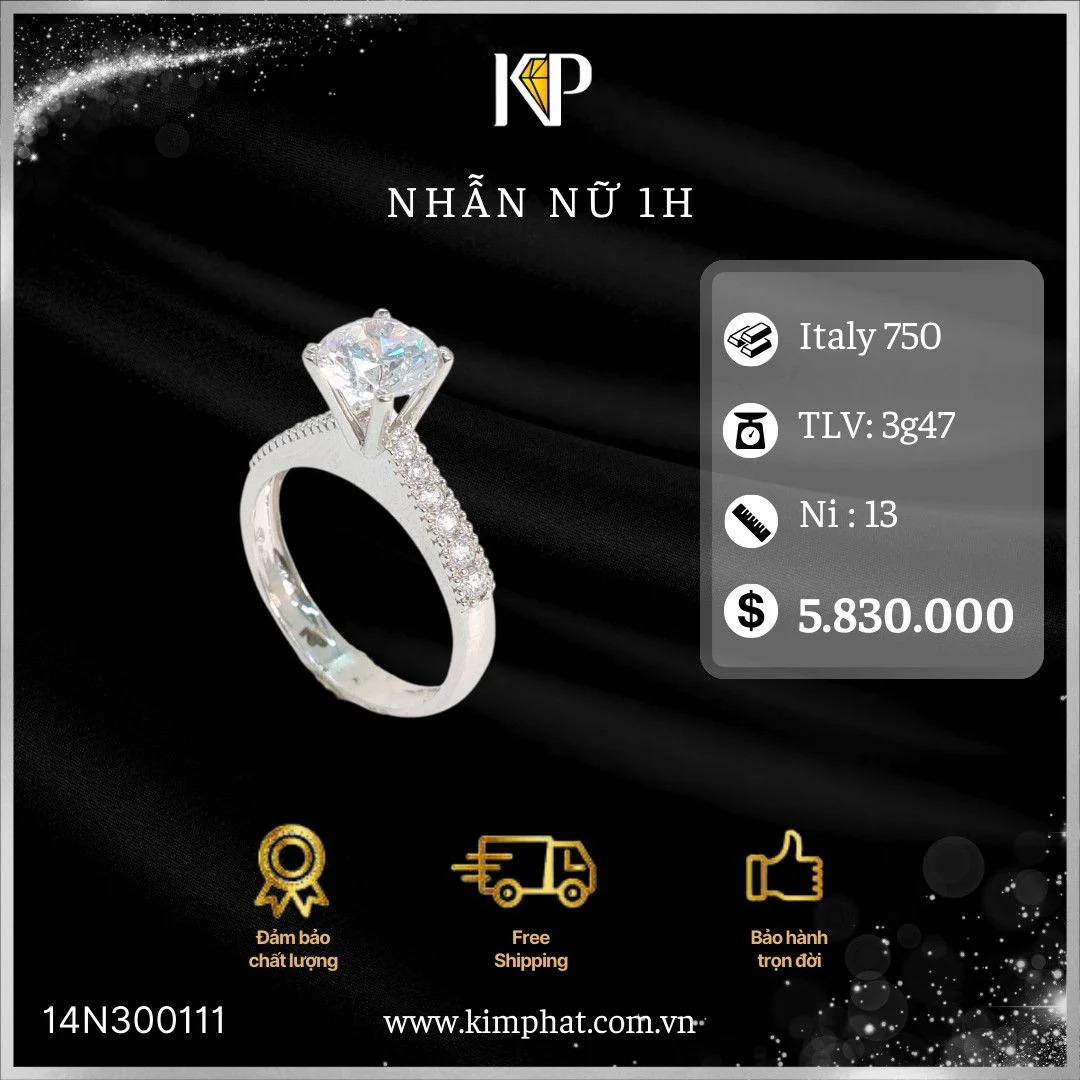 KP
NHẪN NỮ 1H
Italy 750
TLV: 3g47
Ni : 13
$ 5.830.000
Đảm bảo
chất lượng
Free
Shipping
Bảo hành
trọn đời
14N300111
www.kimphat.com.vn